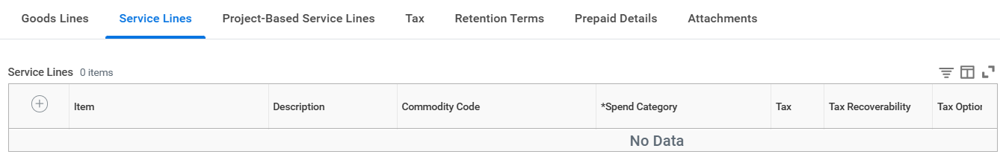 Goods Lines Service Lines Project-Based Service Lines Tax Retention Terms Prepaid Details Attachments
Service Lines 0 items
Item Description Commodity Code *Spend Category Tax Tax Recoverability Tax Option
No Data